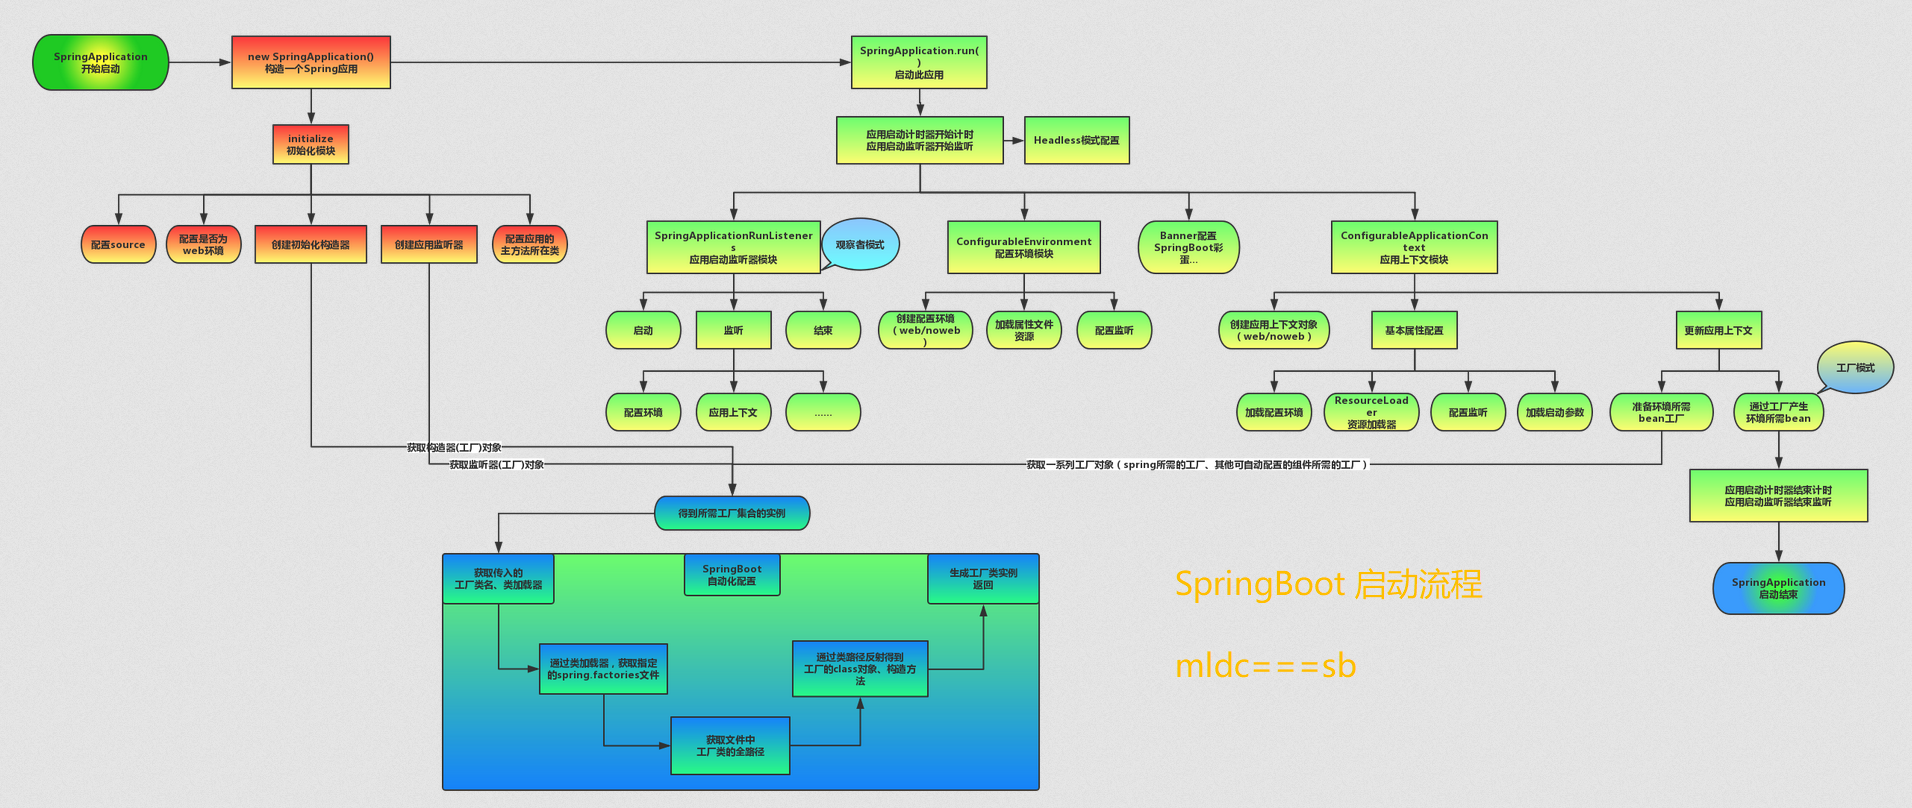 SpringApplication
开始启动
new SpringApplication()
构造一个Spring应用
SpringApplication.run(
)
启动此应用
initialize
初始化模块
应用启动计时器开始计时
应用启动监听器开始监听
Headless模式配置
配置source
配置是否为
web环境
创建初始化构造器
创建应用监听器
配置应用的
主方法所在类
SpringApplicationRunListener
s
应用启动监听器模块
观察者模式
ConfigurableEnvironment
配置环境模块
Banner配置
SpringBoot彩
蛋...
ConfigurableApplicationCon
text
应用上下文模块
启动
监听
结束
创建配置环境
（web/noweb
）
加载属性文件
资源
配置监听
创建应用上下文对象
（web/noweb）
基本属性配置
更新应用上下文
工厂模式
配置环境
应用上下文
......
加载配置环境
ResourceLoad
er
资源加载器
配置监听
加载启动参数
准备环境所需
bean工厂
通过工厂产生
环境所需bean
获取构造器(工厂)对象
获取监听器(工厂)对象
获取一系列工厂对象（spring所需的工厂、其他可自动配置的组件所需的工厂）
应用启动计时器结束计时
应用启动监听器结束监听
得到所需工厂集合的实例
获取传入的
工厂类名、类加载器
SpringBoot
自动化配置
生成工厂类实例
返回
SpringApplication
启动结束
SpringBoot 启动流程
通过类加载器，获取指定
的spring.factories文件
通过类路径反射得到
工厂的class对象、构造方
法
mldc===sb
获取文件中
工厂类的全路径